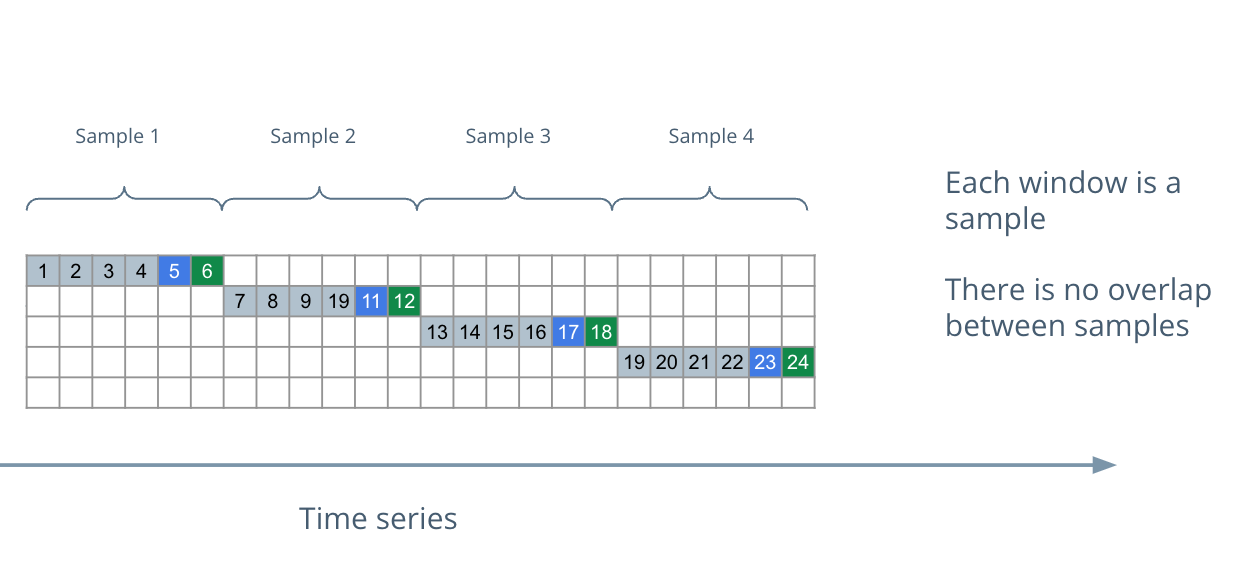 Sample 1 Sample 2 Sample 3 Sample 4
Each window is a
sample
There is no overlap
between samples
1 2 3 4 5 6
7 8 9 19 11 12
13 14 15 16 17 18
19 20 21 22 23 24
Time series